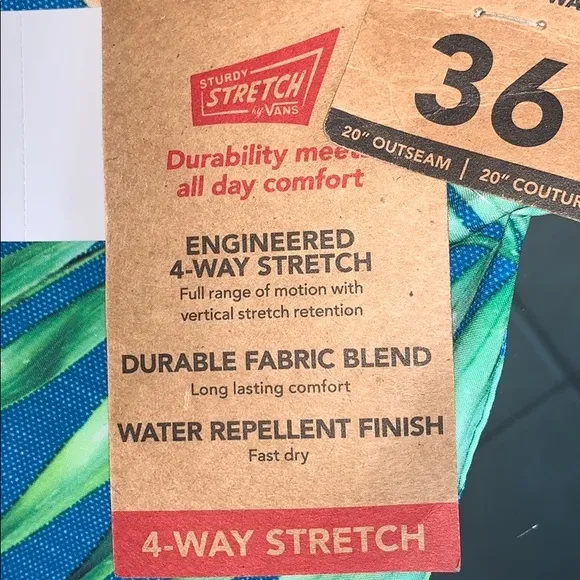 STURDY
STRETCH
by VANS
Durability meets
all day comfort
ENGINEERED
4-WAY STRETCH
Full range of motion with
vertical stretch retention
DURABLE FABRIC BLEND
Long lasting comfort
WATER REPELLENT FINISH
Fast dry
4-WAY STRETCH
36
20" OUTSEAM | 20" COUTUR